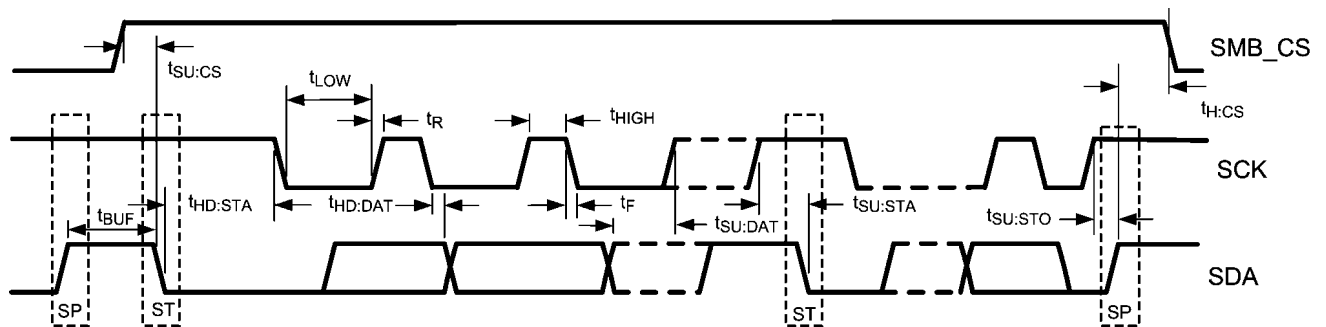 SMB_CS
tSU:CS
tLOW
tR
tHIGH
tH:CS
SCK
tBUF
tHD:STA
tHD:DAT
tF
tSU:DAT
tSU:STA
tSU:STO
SDA
SP
ST
ST
SP